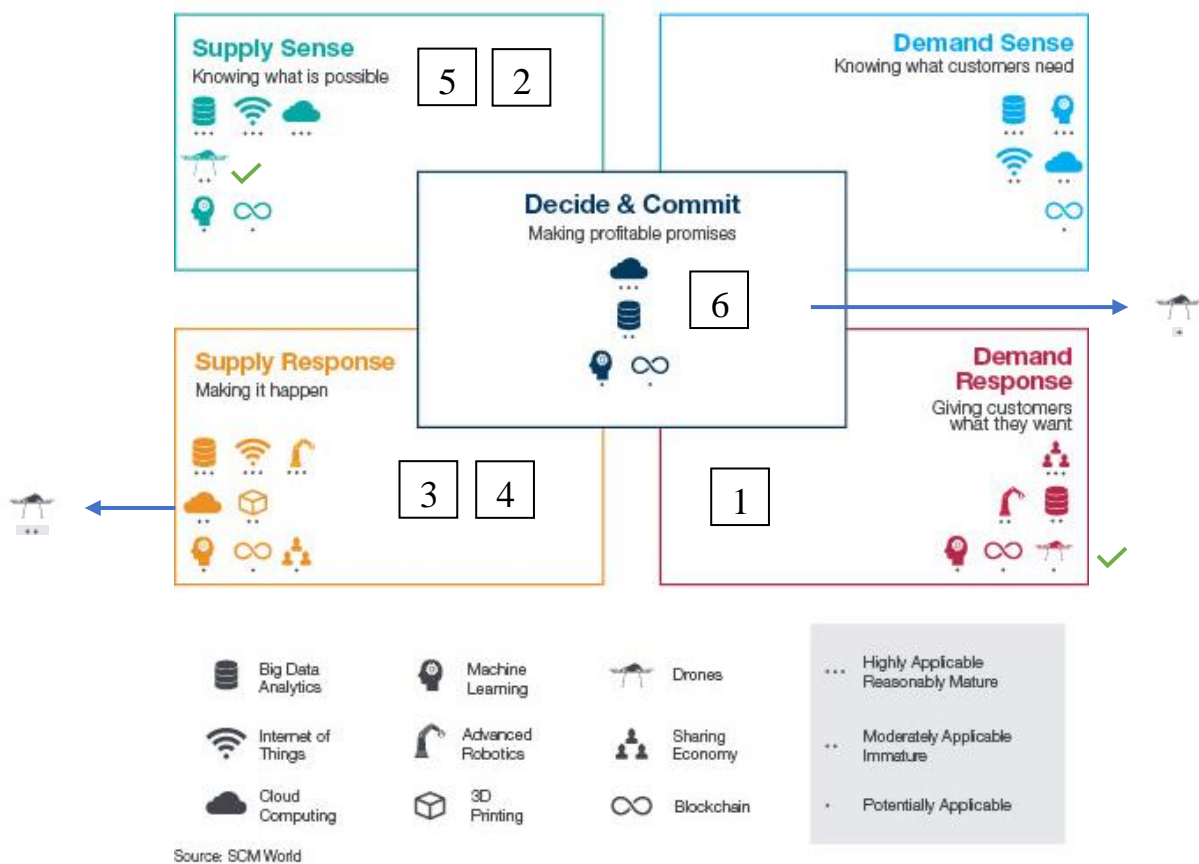 Supply Sense
Knowing what is possible
5
2
Demand Sense
Knowing what customers need
Decide & Commit
Making profitable promises
6
Supply Response
Making it happen
3
4
Demand
Response
Giving customers
what they want
1
Big Data
Analytics
Machine
Learning
Drones
Highly Applicable
Reasonably Mature
Internet of
Things
Advanced
Robotics
Sharing
Economy
Moderately Applicable
Immature
Cloud
Computing
3D
Printing
Blockchain
Potentially Applicable
Source: SCM World